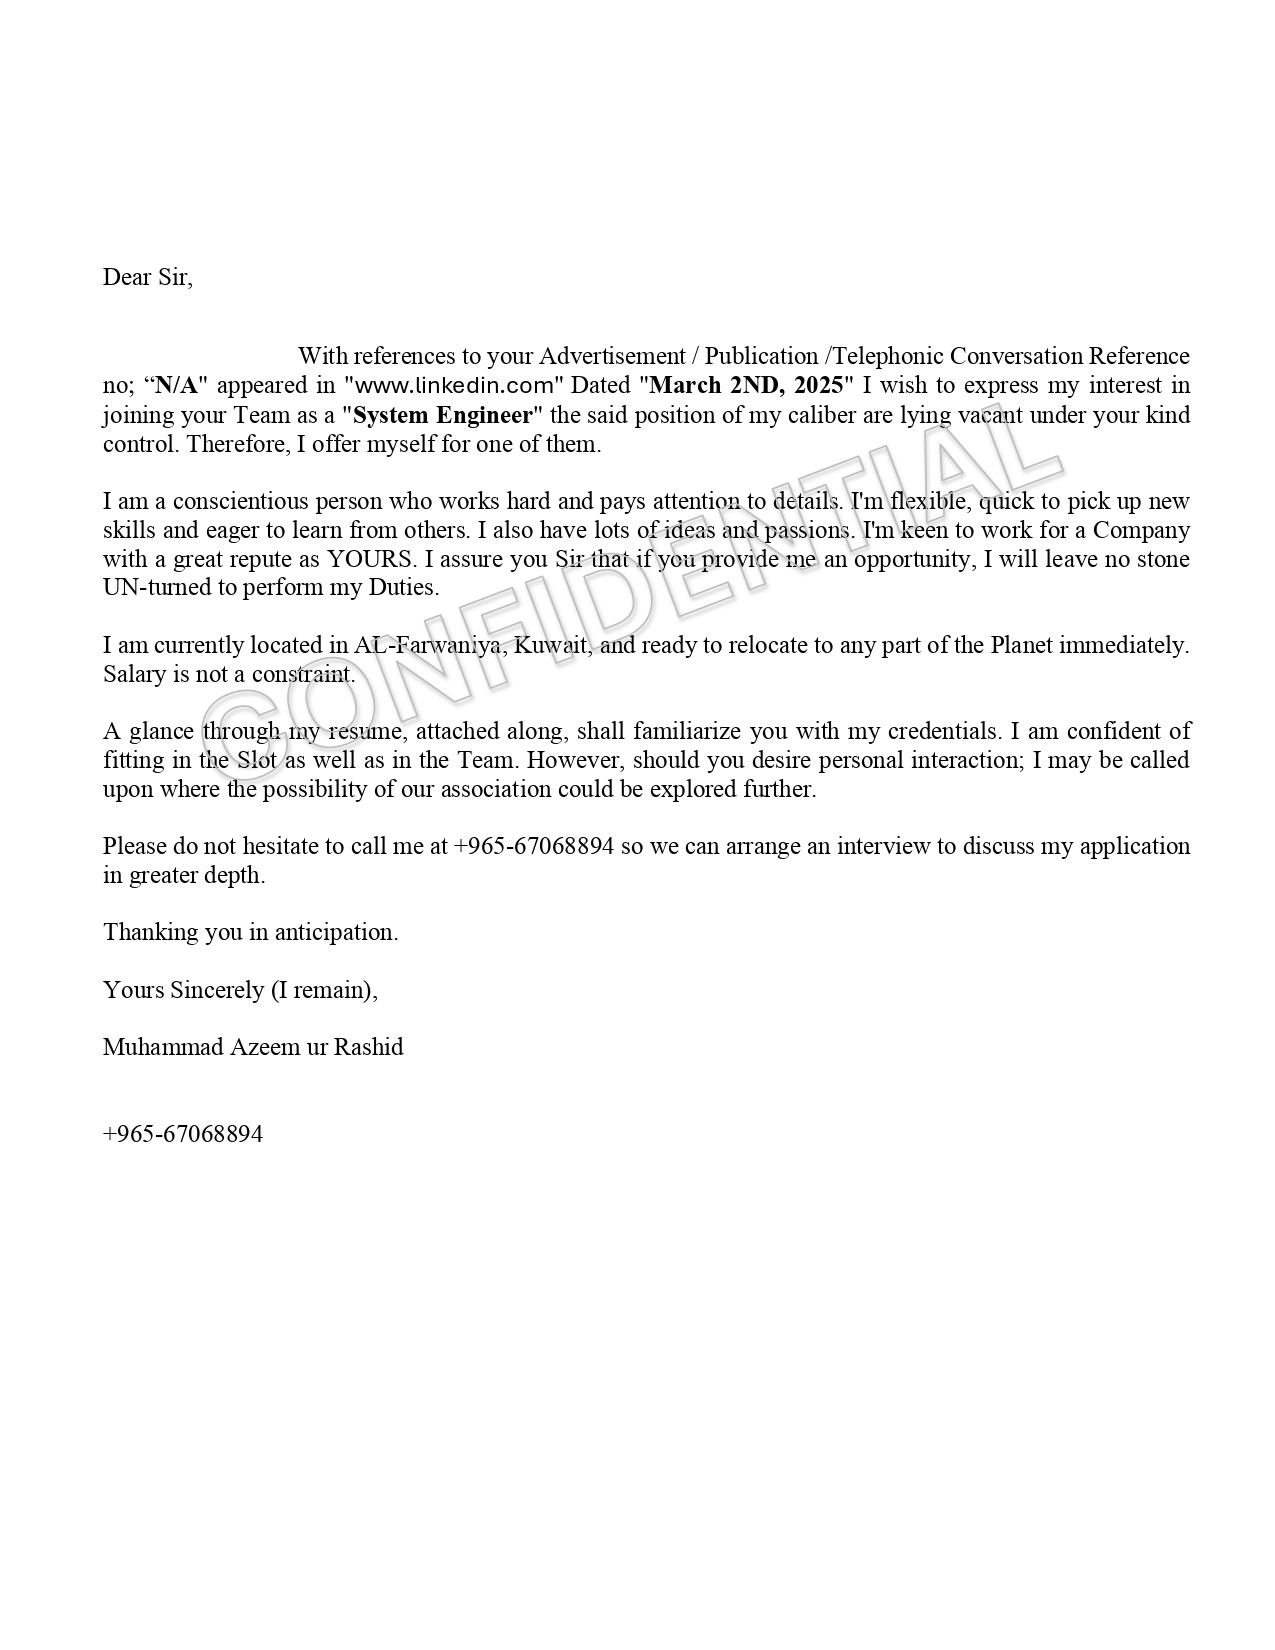 Dear Sir,
With references to your Advertisement / Publication /Telephonic Conversation Reference
no; “N/A" appeared in "www.linkedin.com" Dated "March 2ND, 2025" I wish to express my interest in
joining your Team as a "System Engineer" the said position of my caliber are lying vacant under your kind
control. Therefore, I offer myself for one of them.
I am a conscientious person who works hard and pays attention to details. I'm flexible, quick to pick up new
skills and eager to learn from others. I also have lots of ideas and passions. I'm keen to work for a Company
with a great repute as YOURS. I assure you Sir that if you provide me an opportunity, I will leave no stone
UN-turned to perform my Duties.
I am currently located in AL-Farwaniya, Kuwait, and ready to relocate to any part of the Planet immediately.
Salary is not a constraint.
A glance through my resume, attached along, shall familiarize you with my credentials. I am confident of
fitting in the Slot as well as in the Team. However, should you desire personal interaction; I may be called
upon where the possibility of our association could be explored further.
Please do not hesitate to call me at +965-67068894 so we can arrange an interview to discuss my application
in greater depth.
Thanking you in anticipation.
Yours Sincerely (I remain),
Muhammad Azeem ur Rashid
+965-67068894
CONFIDENTIAL